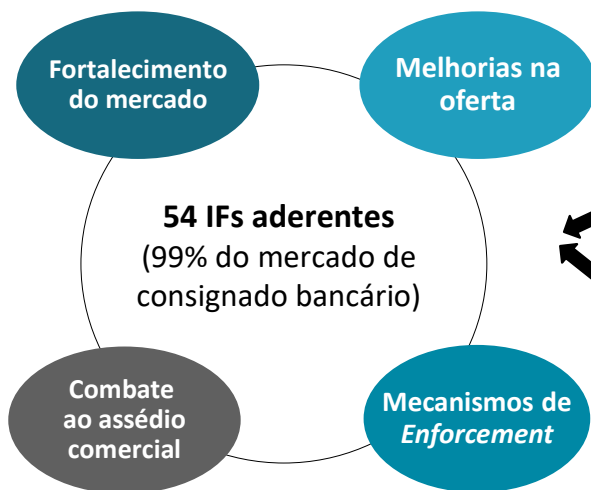 Fortalecimento
do mercado
Melhorias na
oferta
54 IFs aderentes
(99% do mercado de
consignado bancário)
Combate
ao assédio
comercial
Mecanismos de
Enforcement